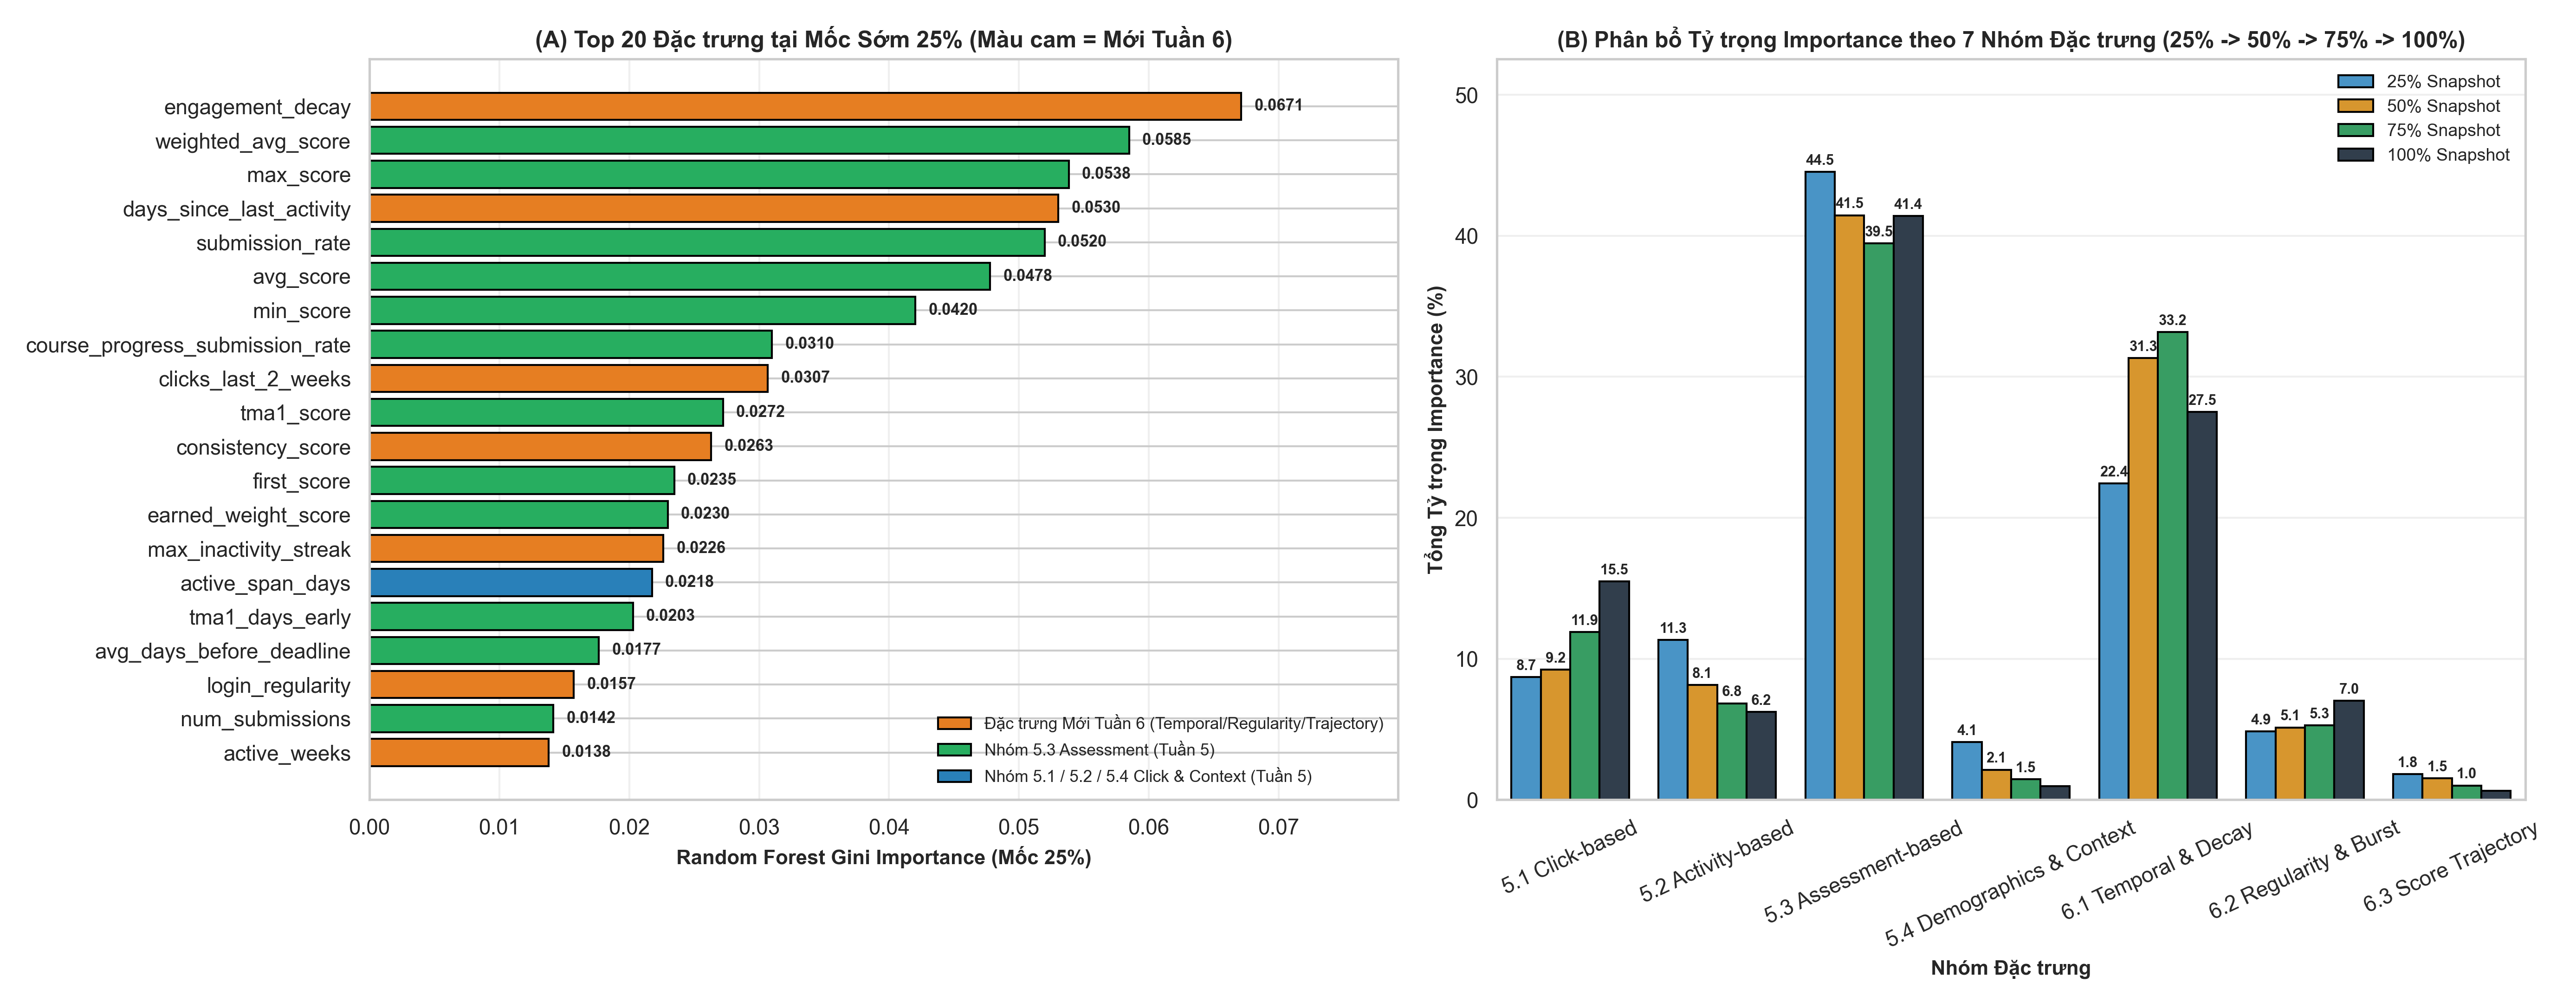 (A) Top 20 Đặc trưng tại Mốc Sớm 25% (Màu cam = Mới Tuần 6)
engagement_decay 0.0671
weighted_avg_score 0.0585
max_score 0.0538
days_since_last_activity 0.0530
submission_rate 0.0520
avg_score 0.0478
min_score 0.0420
course_progress_submission_rate 0.0310
clicks_last_2_weeks 0.0307
tma1_score 0.0272
consistency_score 0.0263
first_score 0.0235
earned_weight_score 0.0230
max_inactivity_streak 0.0226
active_span_days 0.0218
tma1_days_early 0.0203
avg_days_before_deadline 0.0177
login_regularity 0.0157
num_submissions 0.0142
active_weeks 0.0138
Đặc trưng Mới Tuần 6 (Temporal/Regularity/Trajectory)
Nhóm 5.3 Assessment (Tuần 5)
Nhóm 5.1 / 5.2 / 5.4 Click & Context (Tuần 5)
0.00 0.01 0.02 0.03 0.04 0.05 0.06 0.07
Random Forest Gini Importance (Mốc 25%)
(B) Phân bổ Tỷ trọng Importance theo 7 Nhóm Đặc trưng (25% -> 50% -> 75% -> 100%)
25% Snapshot
50% Snapshot
75% Snapshot
100% Snapshot
Tổng Tỷ trọng Importance (%)
50
40
30
20
10
0
8.7 9.2 11.9 15.5
11.3 8.1 6.8 6.2
44.5 41.5 39.5 41.4
4.1 2.1 1.5
22.4 31.3 33.2 27.5
4.9 5.1 5.3 7.0
1.8 1.5 1.0
5.1 Click-based
5.2 Activity-based
5.3 Assessment-based
5.4 Demographics & Context
6.1 Temporal & Decay
6.2 Regularity & Burst
6.3 Score Trajectory
Nhóm Đặc trưng